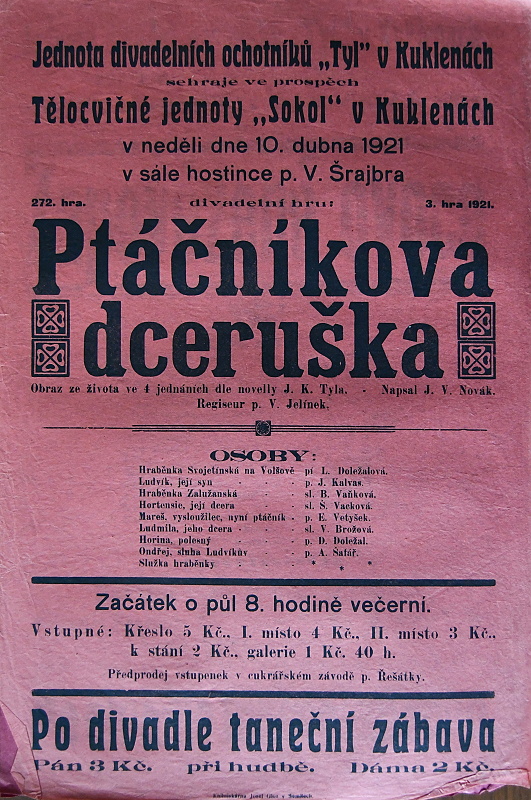 Jednota divadelních ochotníků „Tyl" v Kuklenách
sehraje ve prospěch
Tělocvičné jednoty „Sokol" v Kuklenách
v neděli dne 10. dubna 1921
v sále hostince p. V. Šrajbra
272. hra. divadelní hru: 3. hra 1921.
Ptáčníkova
dceruška
Obraz ze života ve 4 jednáních dle novelly J. K. Tyla. - Napsal J. V. Novák.
Regiseur p. V. Jelínek.
OSOBY:
Hraběnka Svojetínská na Volšově pí L. Doležalová.
Ludvík, její syn - - - p. J. Kalvas.
Hraběnka Zalužanská - - sl. B. Vaňková.
Hortensie, její dcera - - sl. S. Vacková.
Mareš, vysloužilec, nyní ptáčník - p. E. Vetyšek.
Ludmila, jeho dcera - - - sl. V. Brožová.
Horina, polesný - - - p. D. Doležal.
Ondřej, sluha Ludvíkův - - p. A. Šafář.
Služka hraběnky - - - * * *
Začátek o půl 8. hodině večerní.
Vstupné: Křeslo 5 Kč., I. místo 4 Kč., II. místo 3 Kč.,
k stání 2 Kč., galerie 1 Kč. 40 h.
Předprodej vstupenek v cukrářském závodě p. Řešátky.
Po divadle taneční zábava
Pán 3 Kč. při hudbě. Dáma 2 Kč.